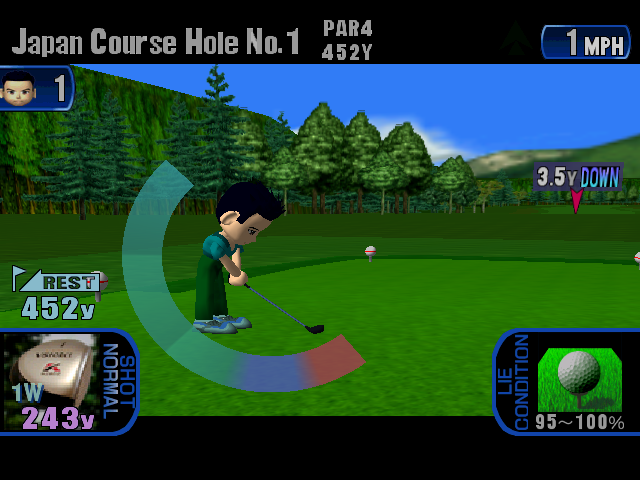 Japan Course Hole No.1
PAR4
452Y
1 MPH
1
3.5Y DOWN
REST
452Y
1W
243Y
SHOT
NORMAL
LIE
CONDITION
95~100%